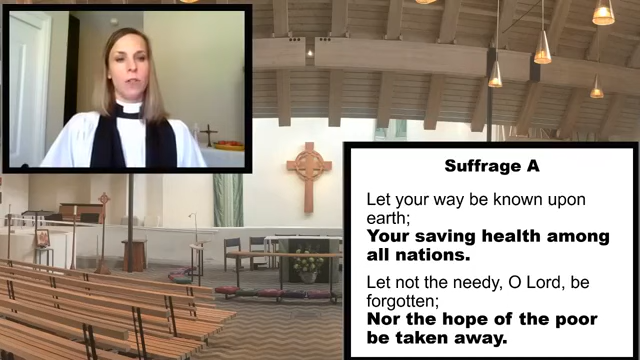 Suffrage A
Let your way be known upon
earth;
Your saving health among
all nations.
Let not the needy, O Lord, be
forgotten;
Nor the hope of the poor
be taken away.